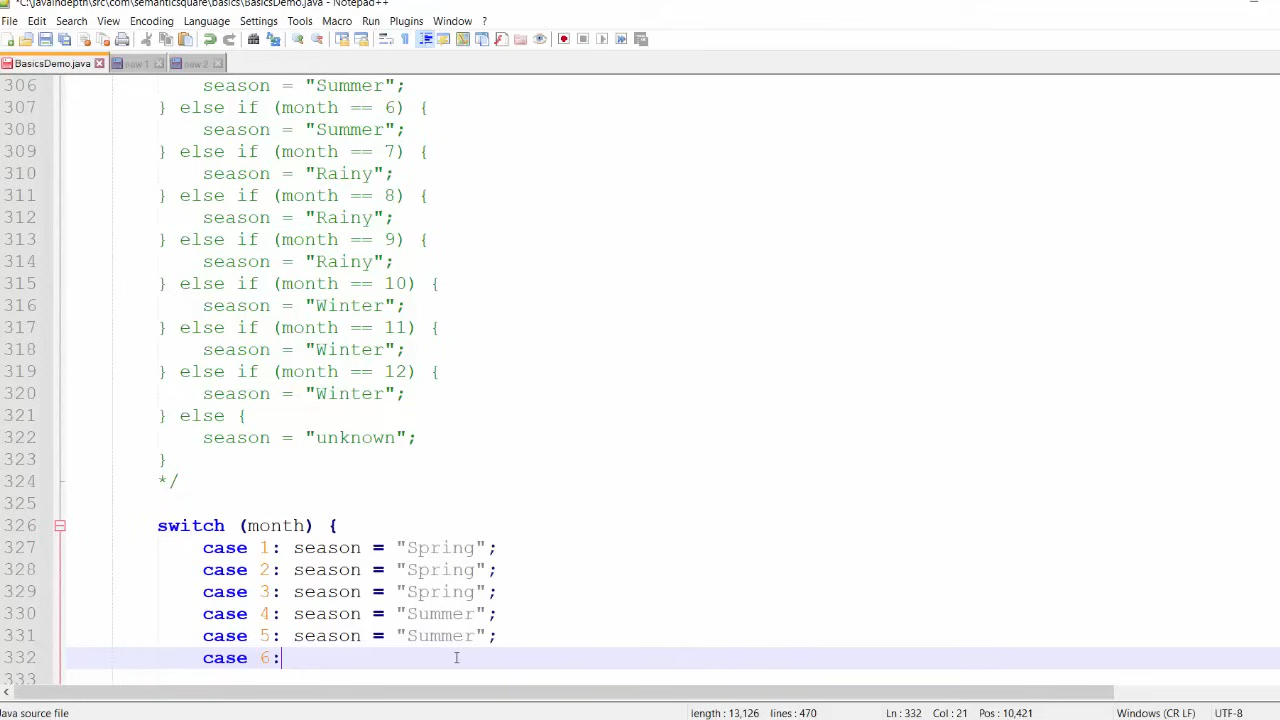 *C:\javaindepth\src\com\semanticsquare\basics\BasicsDemo.java - Notepad++
File Edit Search View Encoding Language Settings Tools Macro Run Plugins Window ?
BasicsDemo.java new 1 new 2
306 season = "Summer";
307 } else if (month == 6) {
308 season = "Summer";
309 } else if (month == 7) {
310 season = "Rainy";
311 } else if (month == 8) {
312 season = "Rainy";
313 } else if (month == 9) {
314 season = "Rainy";
315 } else if (month == 10) {
316 season = "Winter";
317 } else if (month == 11) {
318 season = "Winter";
319 } else if (month == 12) {
320 season = "Winter";
321 } else {
322 season = "unknown";
323 }
324 */
325
326 switch (month) {
327 case 1: season = "Spring";
328 case 2: season = "Spring";
329 case 3: season = "Spring";
330 case 4: season = "Summer";
331 case 5: season = "Summer";
332 case 6:
333
Java source file length : 13,126 lines : 470 Ln : 332 Col : 21 Pos : 10,421 Windows (CR LF) UTF-8